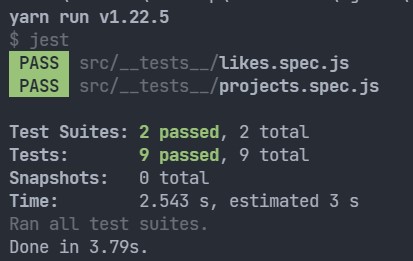 yarn run v1.22.5
$ jest
PASS src/__tests__/likes.spec.js
PASS src/__tests__/projects.spec.js
Test Suites: 2 passed, 2 total
Tests: 9 passed, 9 total
Snapshots: 0 total
Time: 2.543 s, estimated 3 s
Ran all test suites.
Done in 3.79s.